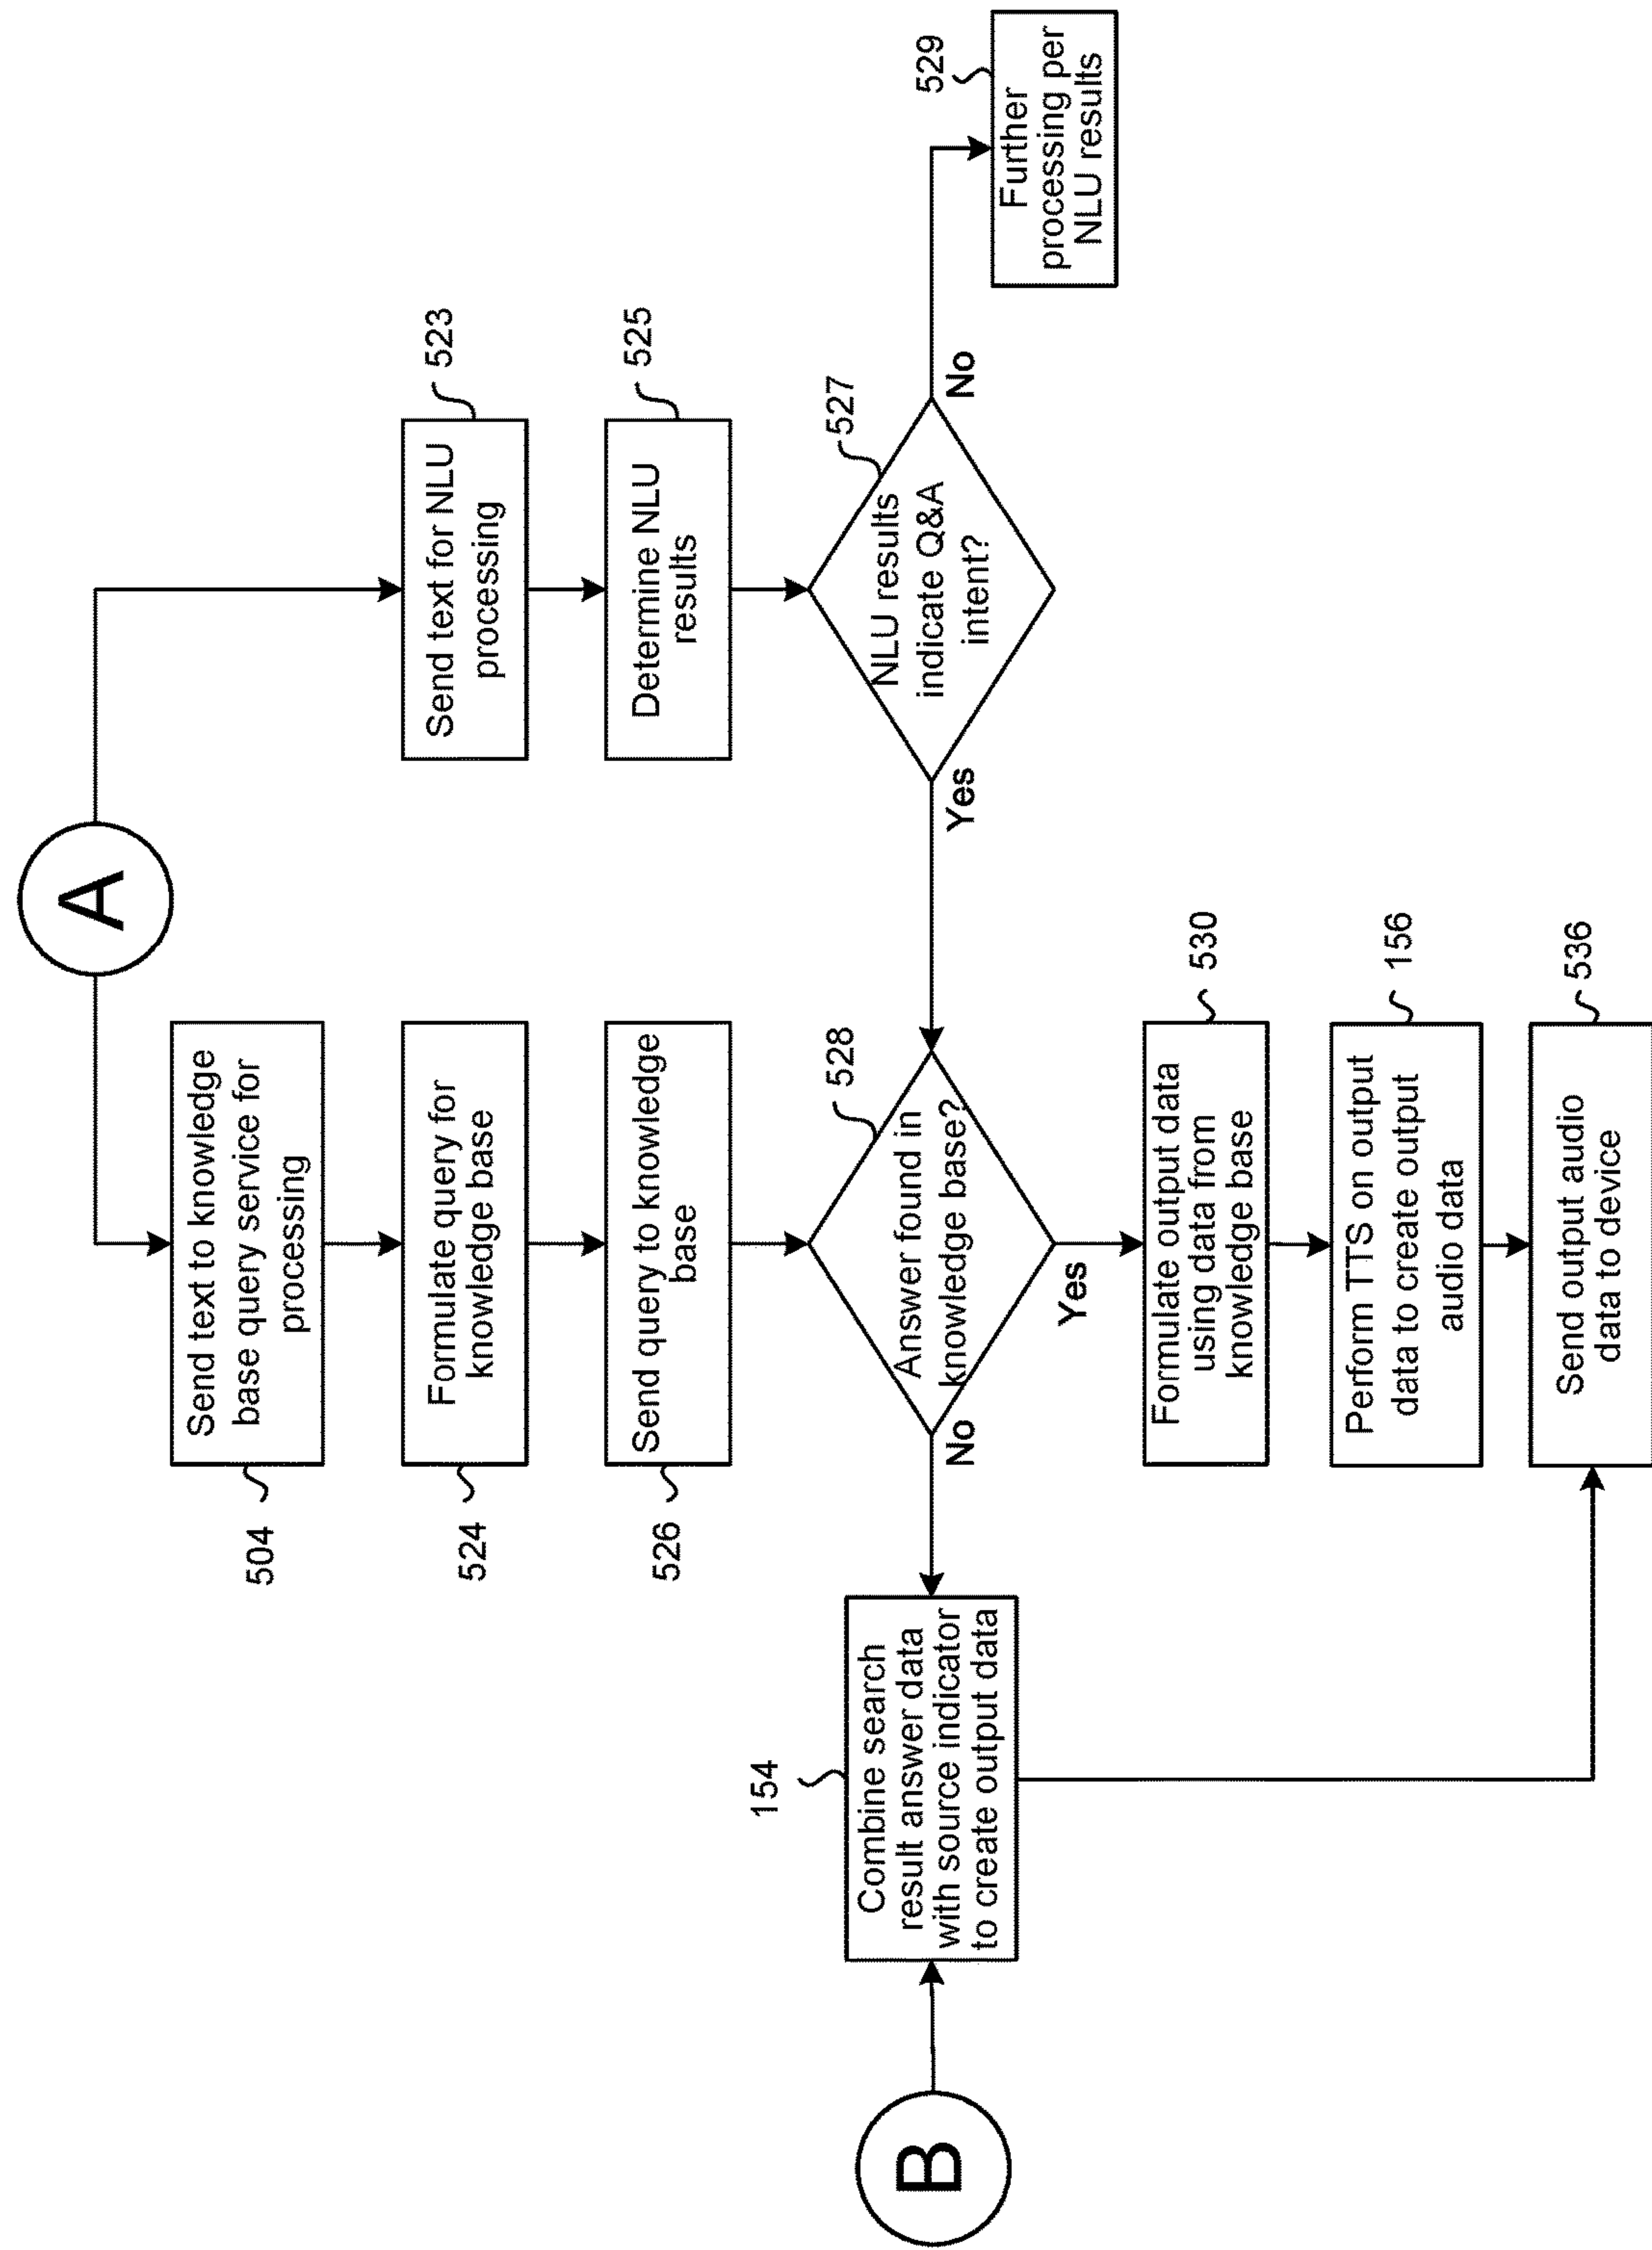 A
Send text to knowledge
base query service for
processing
504
Formulate query for
knowledge base
524
Send query to knowledge
base
526
Send text for NLU
processing
523
Determine NLU
results
525
NLU results
indicate Q&A
intent?
527
No
Yes
Further
processing per
NLU results
529
Answer found in
knowledge base?
528
No
Yes
B
Combine search
result answer data
with source indicator
to create output data
154
Formulate output data
using data from
knowledge base
530
Perform TTS on output
data to create output
audio data
156
Send output audio
data to device
536